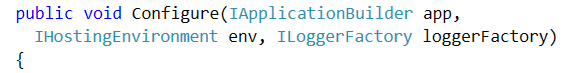 public void Configure(IApplicationBuilder app,
IHostingEnvironment env, ILoggerFactory loggerFactory)
{